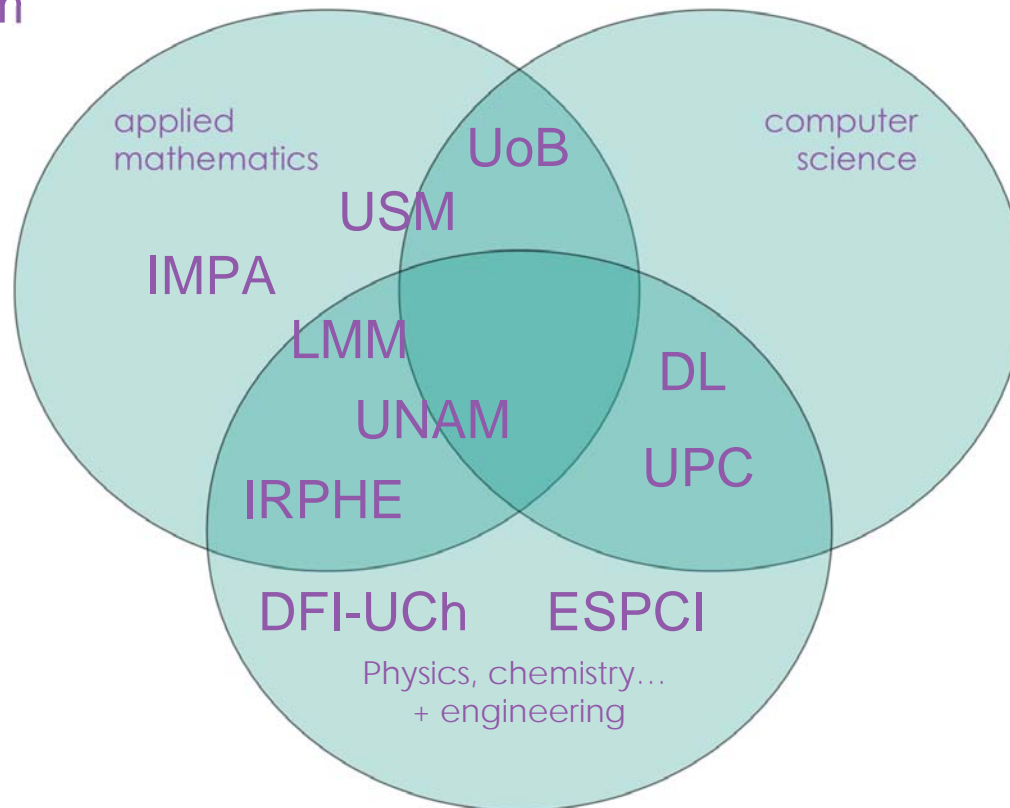 applied
mathematics
computer
science
UoB
USM
IMPA
LMM
DL
UNAM
UPC
IRPHE
DFI-UCh
ESPCI
Physics, chemistry…
+ engineering